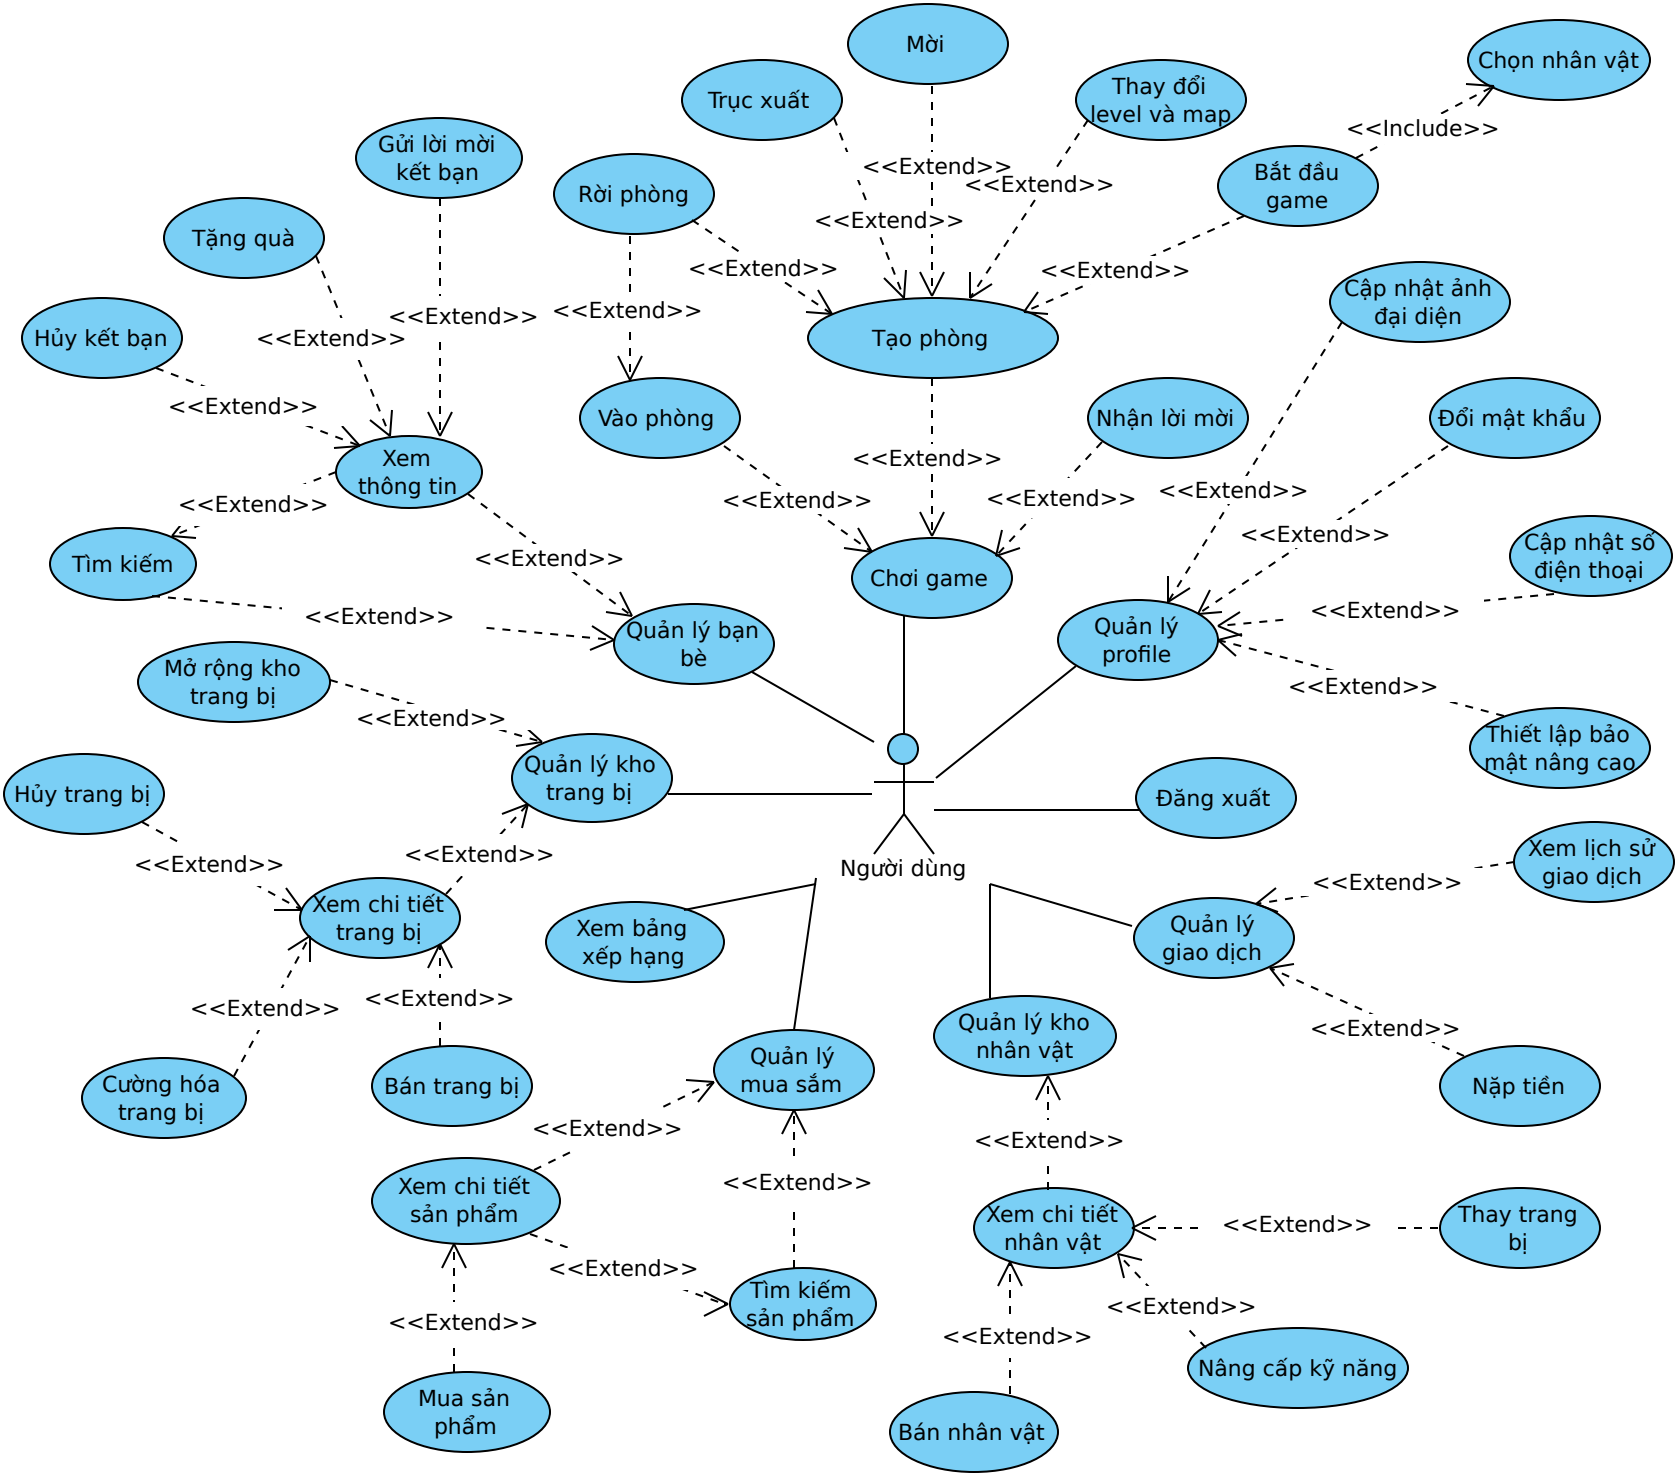 Mời
Chọn nhân vật
Trục xuất
Thay đổi
level và map
<<Include>>
Gửi lời mời
kết bạn
<<Extend>>
<<Extend>>
Bắt đầu
game
Rời phòng
<<Extend>>
Tặng quà
<<Extend>>
<<Extend>>
<<Extend>>
<<Extend>>
<<Extend>>
Cập nhật ảnh
đại diện
Hủy kết bạn
<<Extend>>
Tạo phòng
<<Extend>>
Xem
thông tin
Vào phòng
Nhận lời mời
Đổi mật khẩu
<<Extend>>
<<Extend>>
<<Extend>>
<<Extend>>
<<Extend>>
<<Extend>>
<<Extend>>
Tìm kiếm
Chơi game
Cập nhật số
điện thoại
<<Extend>>
<<Extend>>
Quản lý bạn
bè
Quản lý
profile
Mở rộng kho
trang bị
<<Extend>>
<<Extend>>
Thiết lập bảo
mật nâng cao
Hủy trang bị
Quản lý kho
trang bị
Đăng xuất
<<Extend>>
<<Extend>>
Người dùng
<<Extend>>
Xem lịch sử
giao dịch
Xem chi tiết
trang bị
Xem bảng
xếp hạng
Quản lý
giao dịch
<<Extend>>
<<Extend>>
Quản lý kho
nhân vật
<<Extend>>
Cường hóa
trang bị
Bán trang bị
Quản lý
mua sắm
Nặp tiền
<<Extend>>
<<Extend>>
<<Extend>>
Xem chi tiết
sản phẩm
Xem chi tiết
nhân vật
<<Extend>>
Thay trang
bị
<<Extend>>
Tìm kiếm
sản phẩm
<<Extend>>
<<Extend>>
<<Extend>>
Mua sản
phẩm
Nâng cấp kỹ năng
Bán nhân vật